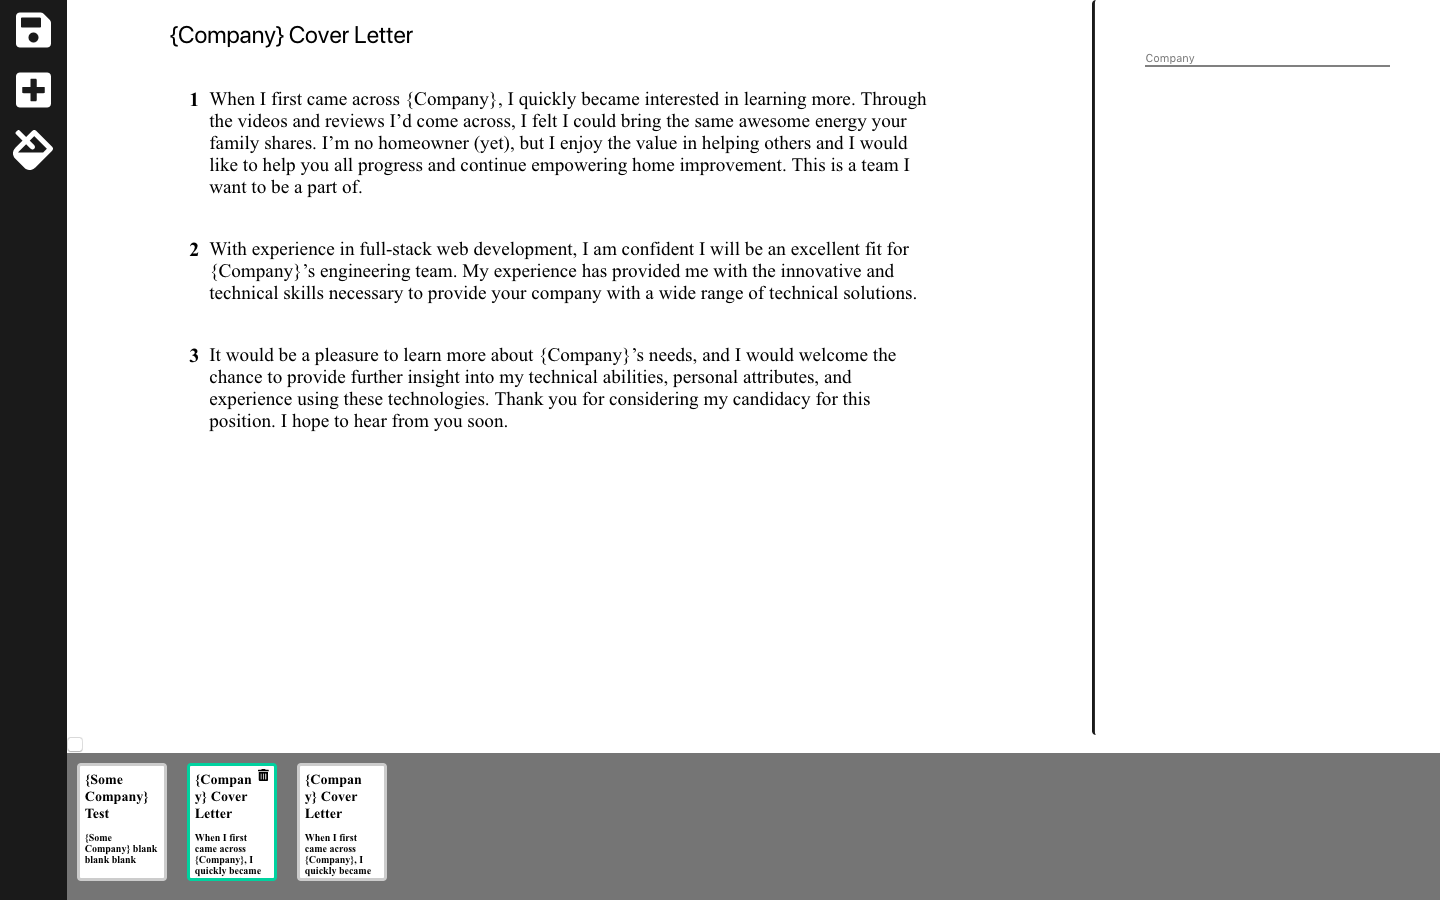 {Company} Cover Letter
Company
1 When I first came across {Company}, I quickly became interested in learning more. Through
the videos and reviews I’d come across, I felt I could bring the same awesome energy your
family shares. I’m no homeowner (yet), but I enjoy the value in helping others and I would
like to help you all progress and continue empowering home improvement. This is a team I
want to be a part of.
2 With experience in full-stack web development, I am confident I will be an excellent fit for
{Company}’s engineering team. My experience has provided me with the innovative and
technical skills necessary to provide your company with a wide range of technical solutions.
3 It would be a pleasure to learn more about {Company}’s needs, and I would welcome the
chance to provide further insight into my technical abilities, personal attributes, and
experience using these technologies. Thank you for considering my candidacy for this
position. I hope to hear from you soon.
{Some
Company}
Test
{Some
Company} blank
blank blank
{Compan
y} Cover
Letter
When I first
came across
{Company}, I
quickly became
{Compan
y} Cover
Letter
When I first
came across
{Company}, I
quickly became